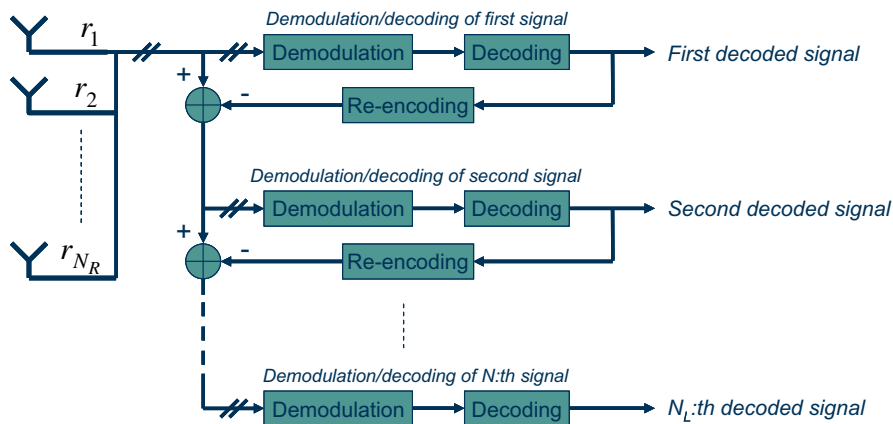 Demodulation/decoding of first signal
r1
Demodulation
Decoding
First decoded signal
+
-
Re-encoding
r2
Demodulation/decoding of second signal
Demodulation
Decoding
Second decoded signal
+
-
Re-encoding
rNR
Demodulation/decoding of N:th signal
Demodulation
Decoding
NL:th decoded signal